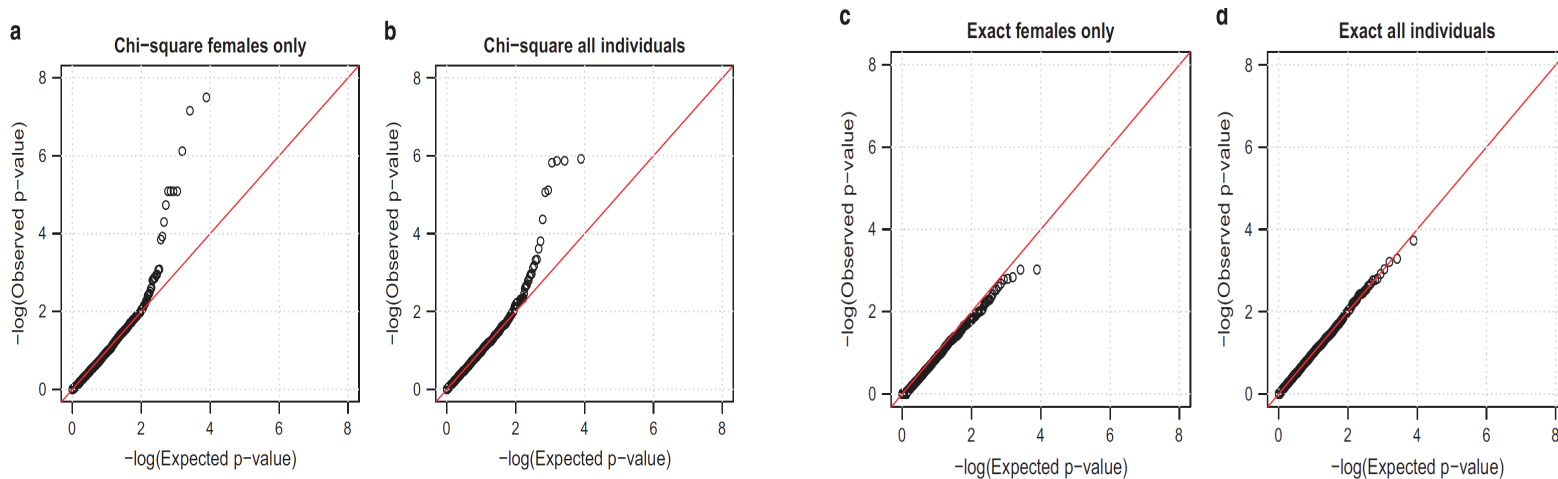 a
Chi−square females only
8
6
4
2
0
−log(Observed p−value)
0 2 4 6 8
−log(Expected p−value)
b
Chi−square all individuals
8
6
4
2
0
−log(Observed p−value)
0 2 4 6 8
−log(Expected p−value)
c
Exact females only
8
6
4
2
0
−log(Observed p−value)
0 2 4 6 8
−log(Expected p−value)
d
Exact all individuals
8
6
4
2
0
−log(Observed p−value)
0 2 4 6 8
−log(Expected p−value)